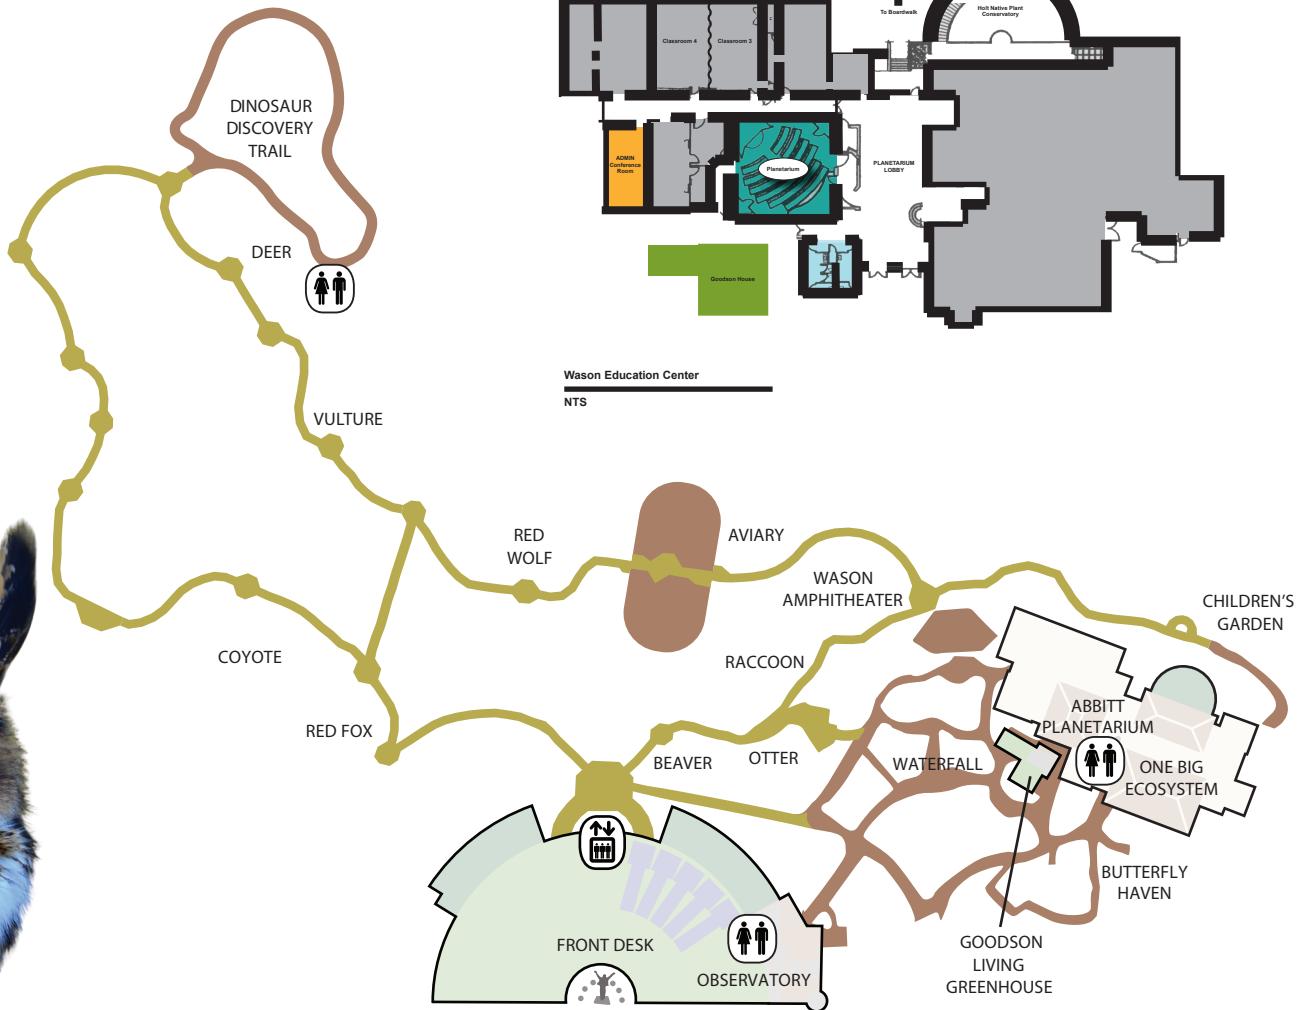 To Boardwalk
Holt Native Plant
Conservatory
Classroom 4
Classroom 3
ADMIN
Conference
Room
Planetarium
PLANETARIUM
LOBBY
Goodson House
Wason Education Center
NTS
DINOSAUR
DISCOVERY
TRAIL
DEER
VULTURE
RED
WOLF
AVIARY
WASON
AMPHITHEATER
CHILDREN'S
GARDEN
COYOTE
RACCOON
RED FOX
ABBITT
PLANETARIUM
BEAVER
OTTER
WATERFALL
ONE BIG
ECOSYSTEM
BUTTERFLY
HAVEN
FRONT DESK
OBSERVATORY
GOODSON
LIVING
GREENHOUSE